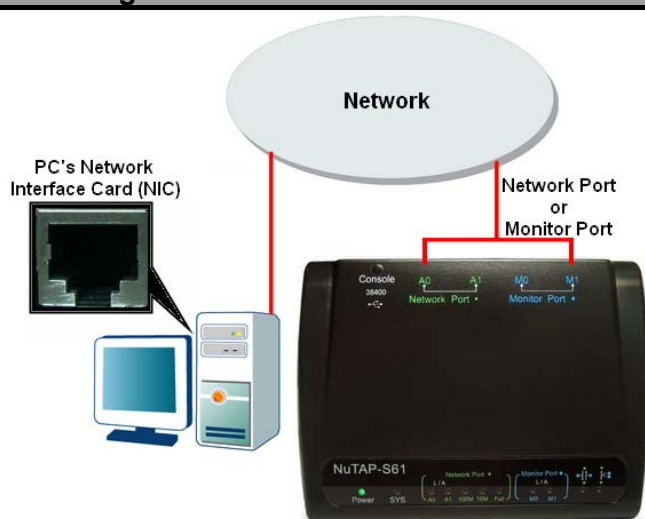 Network
PC's Network
Interface Card (NIC)
Network Port
or
Monitor Port
Console
38400
A0 A1
Network Port
M0 M1
Monitor Port
NuTAP-S61
Power SYS
Network Port
L/A
A0 A1 100M 10M Full
Monitor Port
L/A
M0 M1